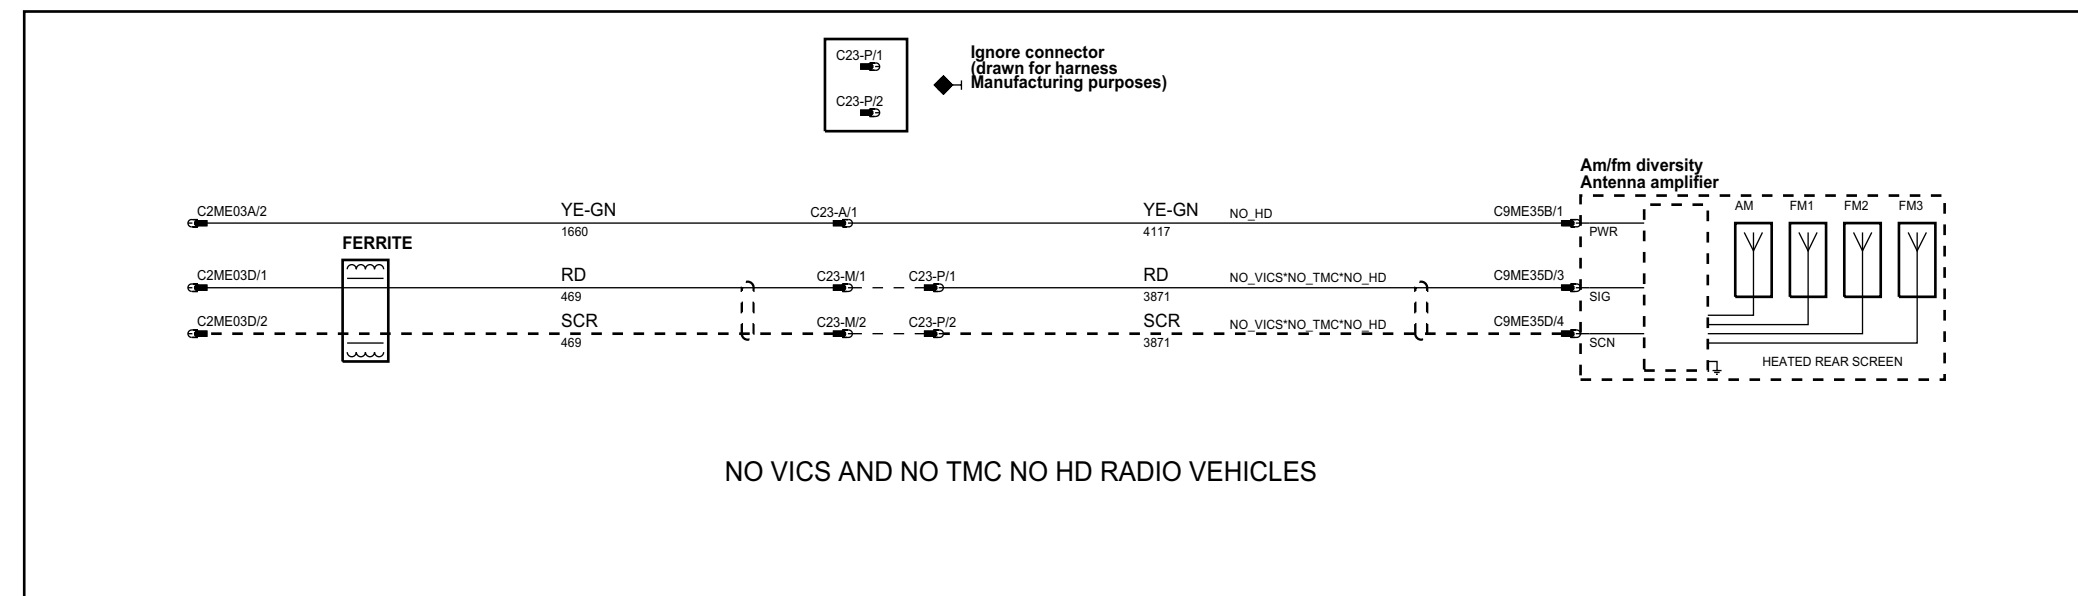 C23-P/1
C23-P/2
Ignore connector
(drawn for harness
Manufacturing purposes)
Am/fm diversity
Antenna amplifier
C2ME03A/2 YE-GN C23-A/1 YE-GN NO_HD C9ME35B/1 AM FM1 FM2 FM3
1660 4117 PWR
FERRITE
C2ME03D/1 RD C23-M/1 C23-P/1 RD NO_VICS*NO_TMC*NO_HD C9ME35D/3
469 3871 SIG
C2ME03D/2 SCR C23-M/2 C23-P/2 SCR NO_VICS*NO_TMC*NO_HD C9ME35D/4
469 3871 SCN
HEATED REAR SCREEN
NO VICS AND NO TMC NO HD RADIO VEHICLES